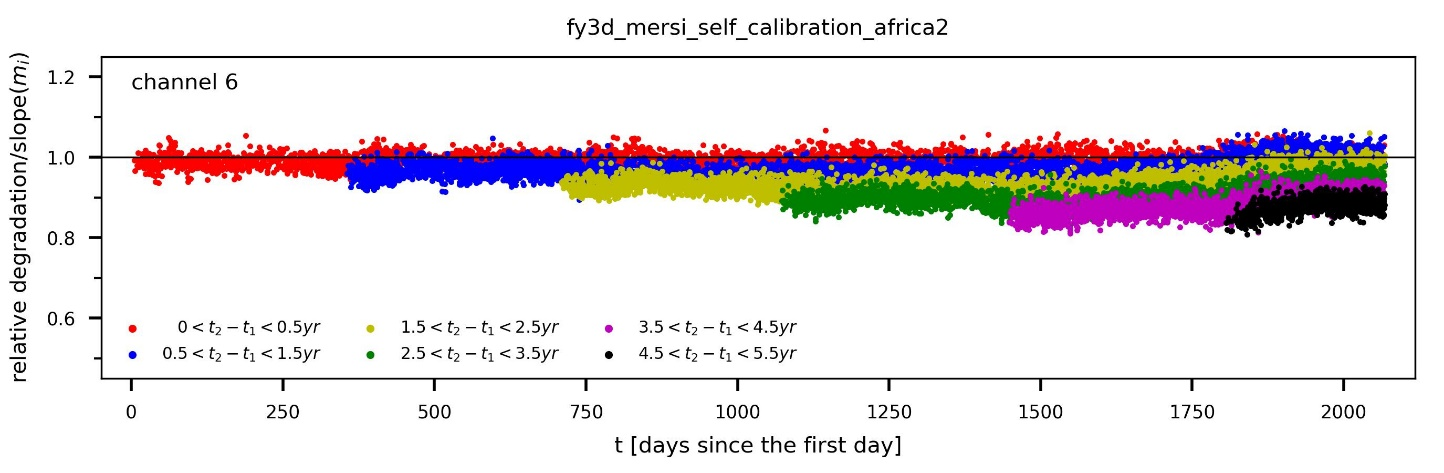 fy3d_mersi_self_calibration_africa2
relative degradation/slope(mᵢ)
channel 6
1.2
1.0
0.8
0.6
0 < t₂ − t₁ < 0.5yr
0.5 < t₂ − t₁ < 1.5yr
1.5 < t₂ − t₁ < 2.5yr
2.5 < t₂ − t₁ < 3.5yr
3.5 < t₂ − t₁ < 4.5yr
4.5 < t₂ − t₁ < 5.5yr
0 250 500 750 1000 1250 1500 1750 2000
t [days since the first day]